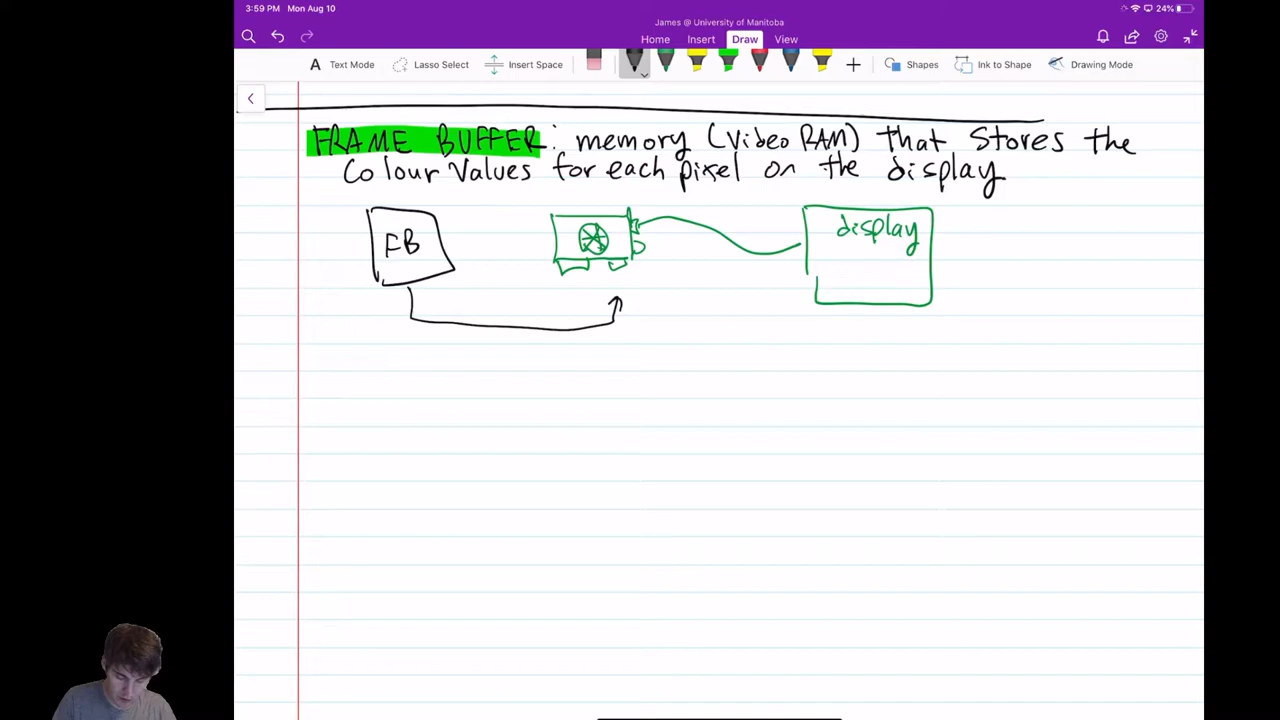 3:59 PM Mon Aug 10
24%
James @ University of Manitoba
Home Insert Draw View
Text Mode Lasso Select Insert Space Shapes Ink to Shape Drawing Mode
FRAME BUFFER: memory (Video RAM) that Stores the
Colour Values for each pixel on the display
FB
display